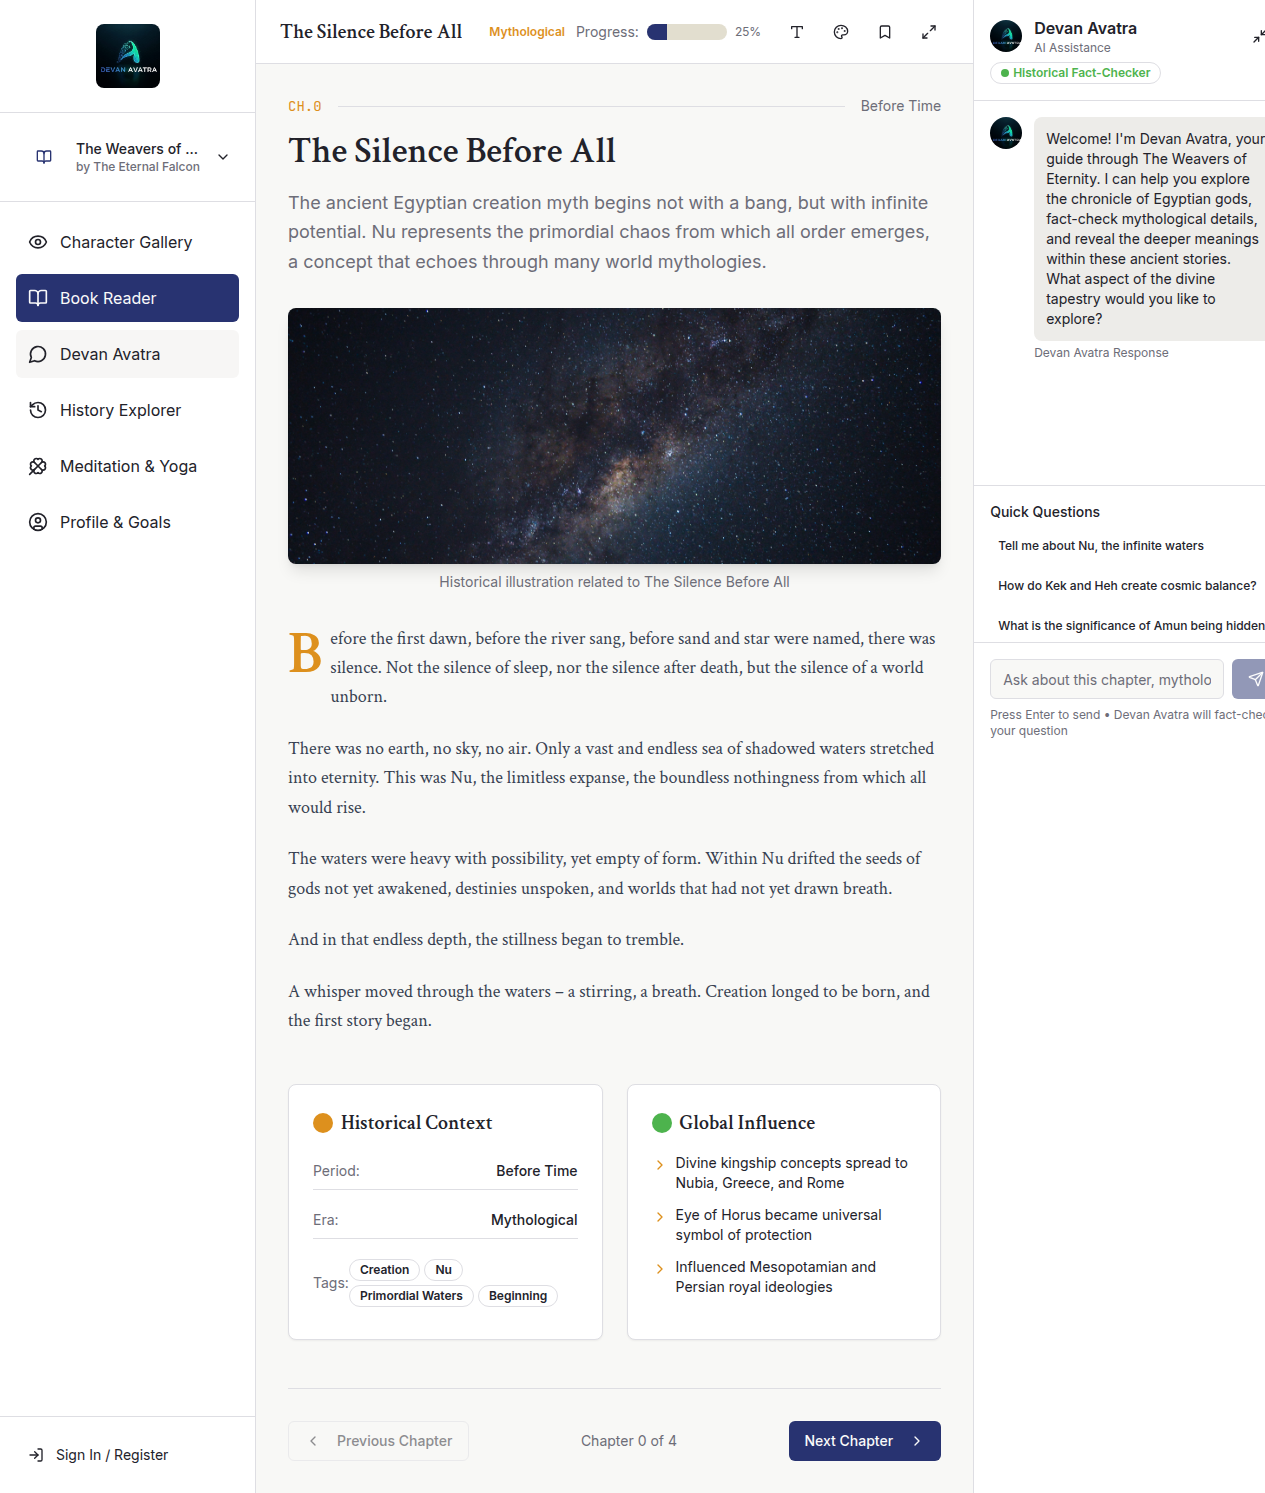 DEVAN AVATRA
The Weavers of ...
by The Eternal Falcon
Character Gallery
Book Reader
Devan Avatra
History Explorer
Meditation & Yoga
Profile & Goals
Sign In / Register
The Silence Before All
Mythological
Progress:
25%
CH.0
Before Time
The Silence Before All
The ancient Egyptian creation myth begins not with a bang, but with infinite
potential. Nu represents the primordial chaos from which all order emerges,
a concept that echoes through many world mythologies.
Historical illustration related to The Silence Before All
Before the first dawn, before the river sang, before sand and star were named, there was
silence. Not the silence of sleep, nor the silence after death, but the silence of a world
unborn.
There was no earth, no sky, no air. Only a vast and endless sea of shadowed waters stretched
into eternity. This was Nu, the limitless expanse, the boundless nothingness from which all
would rise.
The waters were heavy with possibility, yet empty of form. Within Nu drifted the seeds of
gods not yet awakened, destinies unspoken, and worlds that had not yet drawn breath.
And in that endless depth, the stillness began to tremble.
A whisper moved through the waters – a stirring, a breath. Creation longed to be born, and
the first story began.
Historical Context
Period:
Before Time
Era:
Mythological
Tags:
Creation
Nu
Primordial Waters
Beginning
Global Influence
Divine kingship concepts spread to
Nubia, Greece, and Rome
Eye of Horus became universal
symbol of protection
Influenced Mesopotamian and
Persian royal ideologies
Previous Chapter
Chapter 0 of 4
Next Chapter
Devan Avatra
AI Assistance
Historical Fact-Checker
Welcome! I'm Devan Avatra, your
guide through The Weavers of
Eternity. I can help you explore
the chronicle of Egyptian gods,
fact-check mythological details,
and reveal the deeper meanings
within these ancient stories.
What aspect of the divine
tapestry would you like to
explore?
Devan Avatra Response
Quick Questions
Tell me about Nu, the infinite waters
How do Kek and Heh create cosmic balance?
What is the significance of Amun being hidden
Ask about this chapter, mytholo
Press Enter to send • Devan Avatra will fact-chec
your question